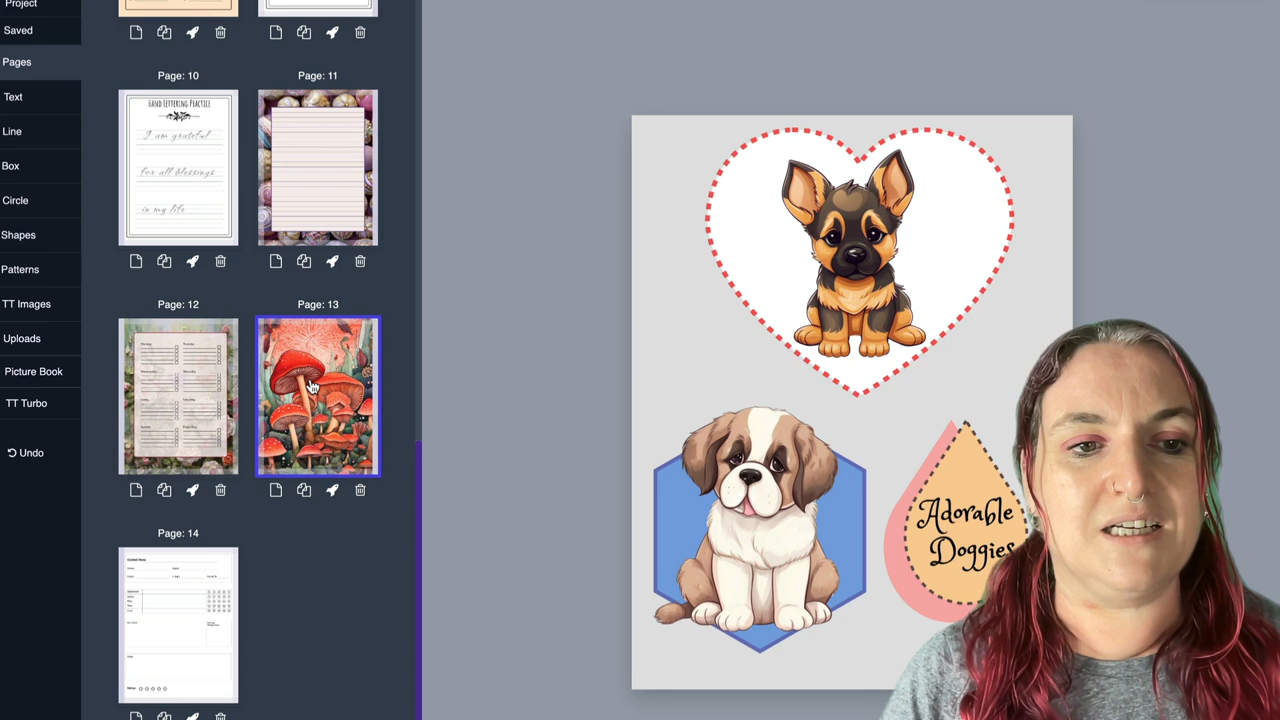 Project
Saved
Pages
Text
Line
Box
Circle
Shapes
Patterns
TT Images
Uploads
Picture Book
TT Turbo
Undo
Page: 10
Page: 11
HAND LETTERING PRACTICE
I am grateful
for all blessings
in my life
Page: 12
Page: 13
Page: 14
Adorable
Doggies